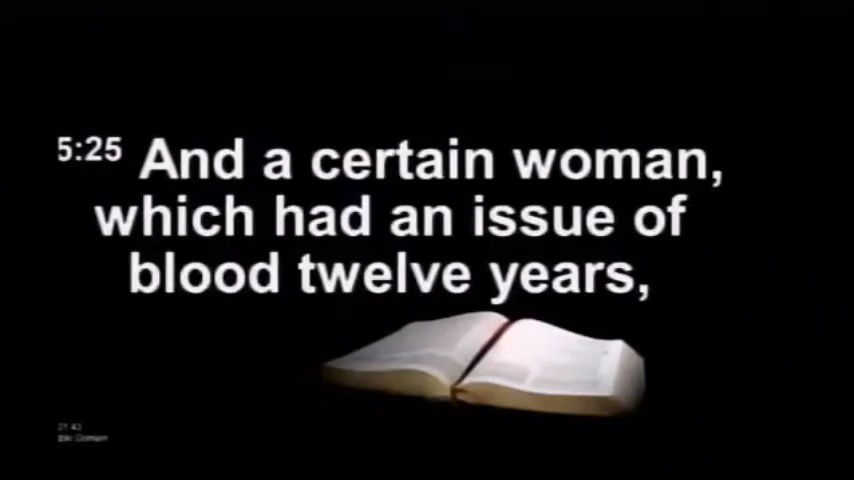 5:25 And a certain woman,
which had an issue of
blood twelve years,